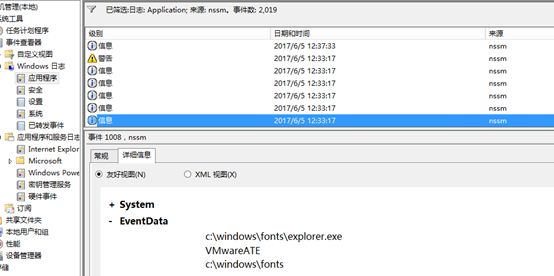 机管理(本地)
系统工具
任务计划程序
事件查看器
自定义视图
Windows 日志
应用程序
安全
设置
系统
已转发事件
应用程序和服务日志
Internet Explor
Microsoft
Windows Powe
密钥管理服务
硬件事件
订阅
共享文件夹
本地用户和组
性能
设备管理器
储
已筛选:日志: Application; 来源: nssm。事件数: 2,019
级别 日期和时间 来源
信息 2017/6/5 12:37:33 nssm
警告 2017/6/5 12:33:17 nssm
信息 2017/6/5 12:33:17 nssm
信息 2017/6/5 12:33:17 nssm
信息 2017/6/5 12:33:17 nssm
信息 2017/6/5 12:33:17 nssm
信息 2017/6/5 12:33:17 nssm
事件 1008，nssm
常规 详细信息
友好视图(N) XML 视图(X)
+ System
- EventData
c:\windows\fonts\explorer.exe
VMwareATE
c:\windows\fonts